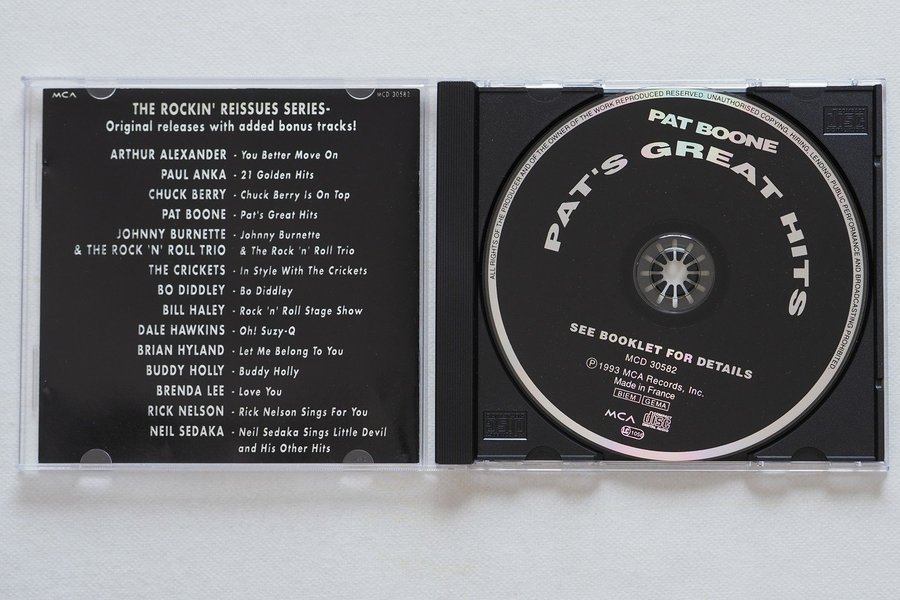 MCA MCD 30582
THE ROCKIN' REISSUES SERIES-
Original releases with added bonus tracks!
ARTHUR ALEXANDER - You Better Move On
PAUL ANKA - 21 Golden Hits
CHUCK BERRY - Chuck Berry Is On Top
PAT BOONE - Pat's Great Hits
JOHNNY BURNETTE - Johnny Burnette
& THE ROCK 'N' ROLL TRIO & The Rock 'n' Roll Trio
THE CRICKETS - In Style With The Crickets
BO DIDDLEY - Bo Diddley
BILL HALEY - Rock 'n' Roll Stage Show
DALE HAWKINS - Oh! Suzy-Q
BRIAN HYLAND - Let Me Belong To You
BUDDY HOLLY - Buddy Holly
BRENDA LEE - Love You
RICK NELSON - Rick Nelson Sings For You
NEIL SEDAKA - Neil Sedaka Sings Little Devil
and His Other Hits
ALL RIGHTS OF THE PRODUCER AND OF THE OWNER OF THE WORK REPRODUCED RESERVED. UNAUTHORISED COPYING, HIRING, LENDING, PUBLIC PERFORMANCE AND BROADCASTING PROHIBITED
PAT BOONE
PAT'S GREAT HITS
SEE BOOKLET FOR DETAILS
MCD 30582
℗ 1993 MCA Records, Inc.
Made in France
BIEM GEMA
MCA COMPACT disc DIGITAL AUDIO
LC 1056